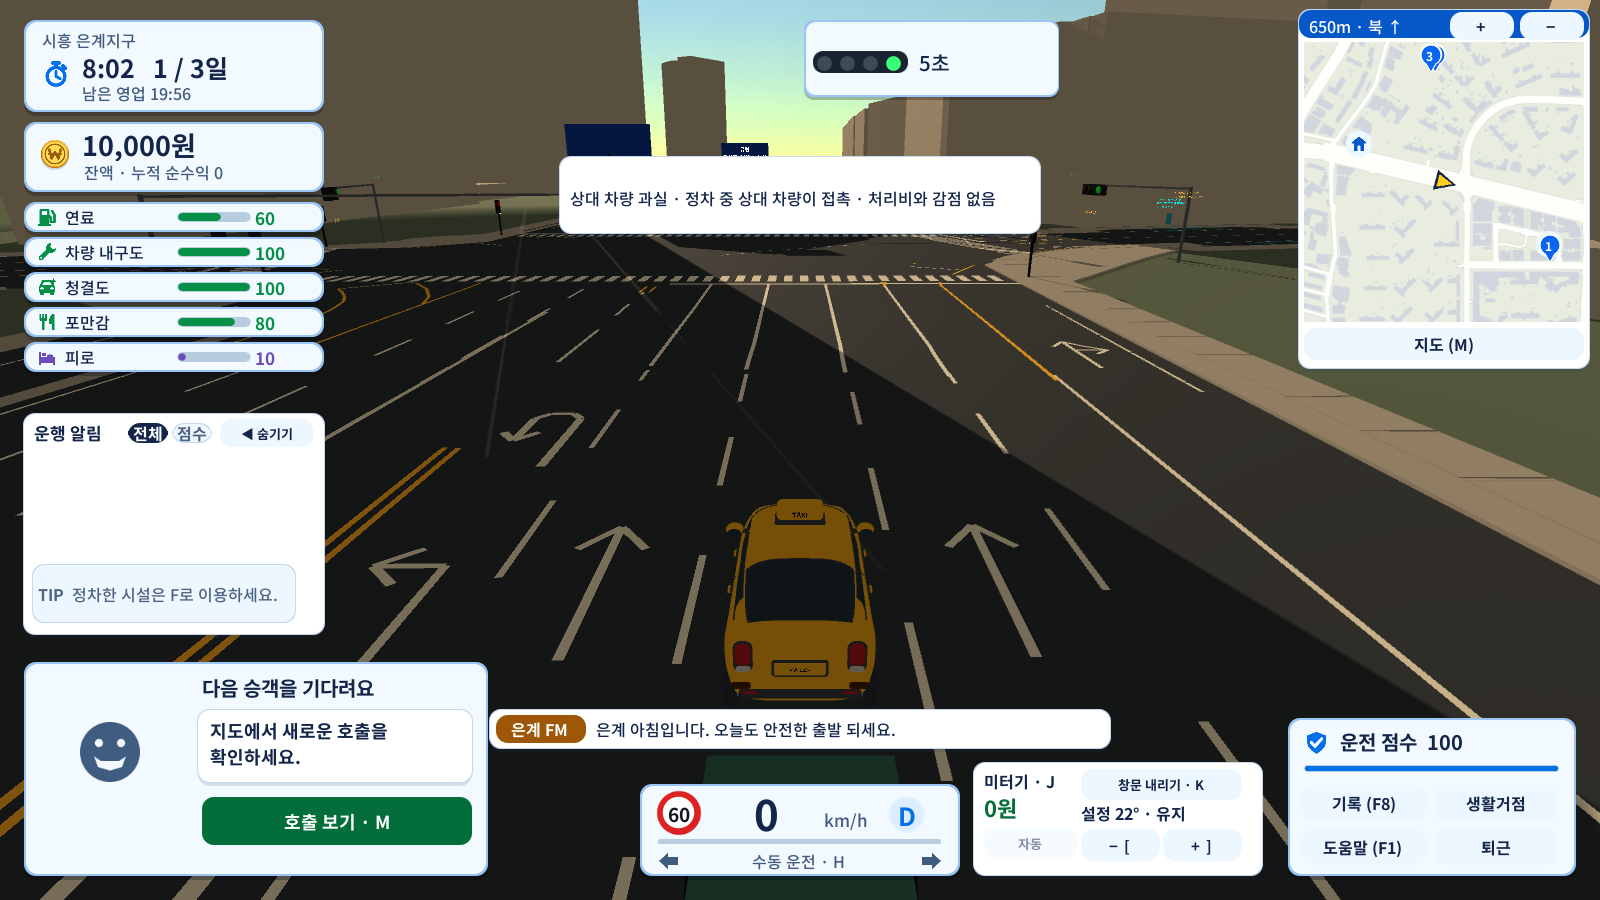 시흥 은계지구
8:02 1 / 3일
남은 영업 19:56
10,000원
잔액 · 누적 순수익 0
연료 60
차량 내구도 100
청결도 100
포만감 80
피로 10
운행 알림 전체 점수 ◀ 숨기기
TIP 정차한 시설은 F로 이용하세요.
다음 승객을 기다려요
지도에서 새로운 호출을
확인하세요.
호출 보기 · M
5초
상대 차량 과실 · 정차 중 상대 차량이 접촉 · 처리비와 감점 없음
TAXI
은계 FM 은계 아침입니다. 오늘도 안전한 출발 되세요.
60 0 km/h D
수동 운전 · H
미터기 · J 창문 내리기 · K
0원 설정 22° · 유지
자동 − [ + ]
650m · 북 ↑ + −
3
1
지도 (M)
운전 점수 100
기록 (F8) 생활거점
도움말 (F1) 퇴근